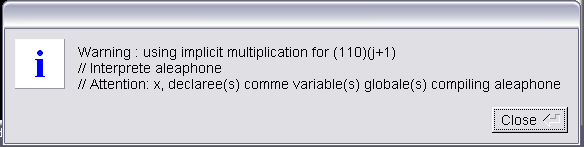 Warning : using implicit multiplication for (110)(j+1)
// Interprete aleaphone
// Attention: x, declaree(s) comme variable(s) globale(s) compiling aleaphone
Close